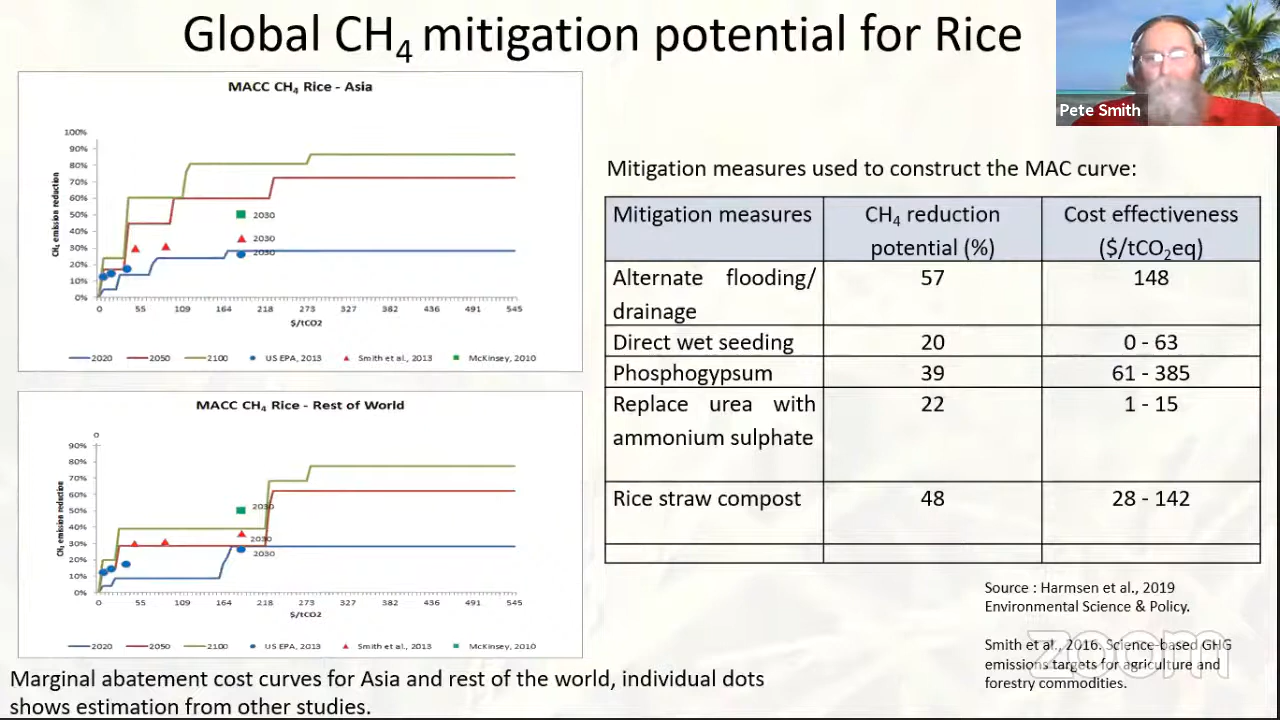 Global CH₄ mitigation potential for Rice
Pete Smith
MACC CH₄ Rice - Asia
CH₄ emission reduction
100%
90%
80%
70%
60%
50%
40%
30%
20%
10%
0%
2030
2030
2030
0 55 109 164 218 273 327 382 436 491 545
$/tCO2
2020 2050 2100 US EPA, 2013 Smith et al., 2013 McKinsey, 2010
MACC CH₄ Rice - Rest of World
CH₄ emission reduction
0
90%
80%
70%
60%
50%
40%
30%
20%
10%
0%
2030
2030
2030
0 55 109 164 218 273 327 382 436 491 545
$/tCO2
2020 2050 2100 US EPA, 2013 Smith et al., 2013 McKinsey, 2010
Marginal abatement cost curves for Asia and rest of the world, individual dots
shows estimation from other studies.
Mitigation measures used to construct the MAC curve:
Mitigation measures CH₄ reduction Cost effectiveness
potential (%) ($/tCO₂eq)
Alternate flooding/ 57 148
drainage
Direct wet seeding 20 0 - 63
Phosphogypsum 39 61 - 385
Replace urea with 22 1 - 15
ammonium sulphate
Rice straw compost 48 28 - 142
Source : Harmsen et al., 2019
Environmental Science & Policy.
Smith et al., 2016. Science-based GHG
emissions targets for agriculture and
forestry commodities.
zoom